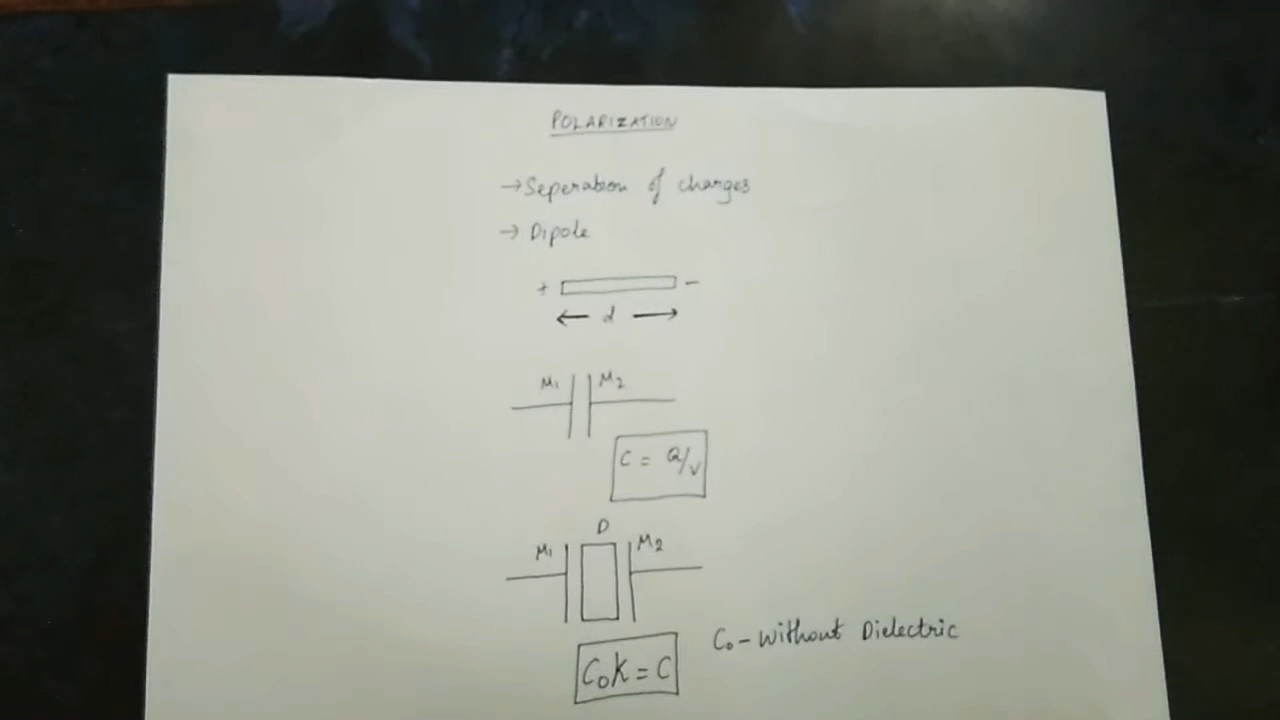 POLARIZATION
→ Seperation of charges
→ Dipole
+ −
← d →
M₁ M₂
C = Q/V
D
M₁ M₂
C₀ - Without Dielectric
C₀K = C